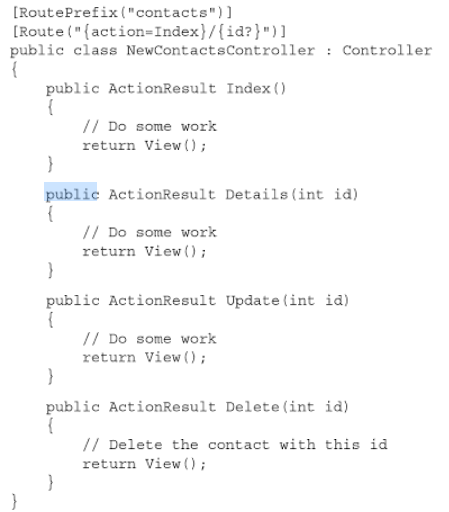 [RoutePrefix("contacts")]
[Route("{action=Index}/{id?}")]
public class NewContactsController : Controller
{
    public ActionResult Index()
    {
        // Do some work
        return View();
    }
    public ActionResult Details(int id)
    {
        // Do some work
        return View();
    }
    public ActionResult Update(int id)
    {
        // Do some work
        return View();
    }
    public ActionResult Delete(int id)
    {
        // Delete the contact with this id
        return View();
    }
}